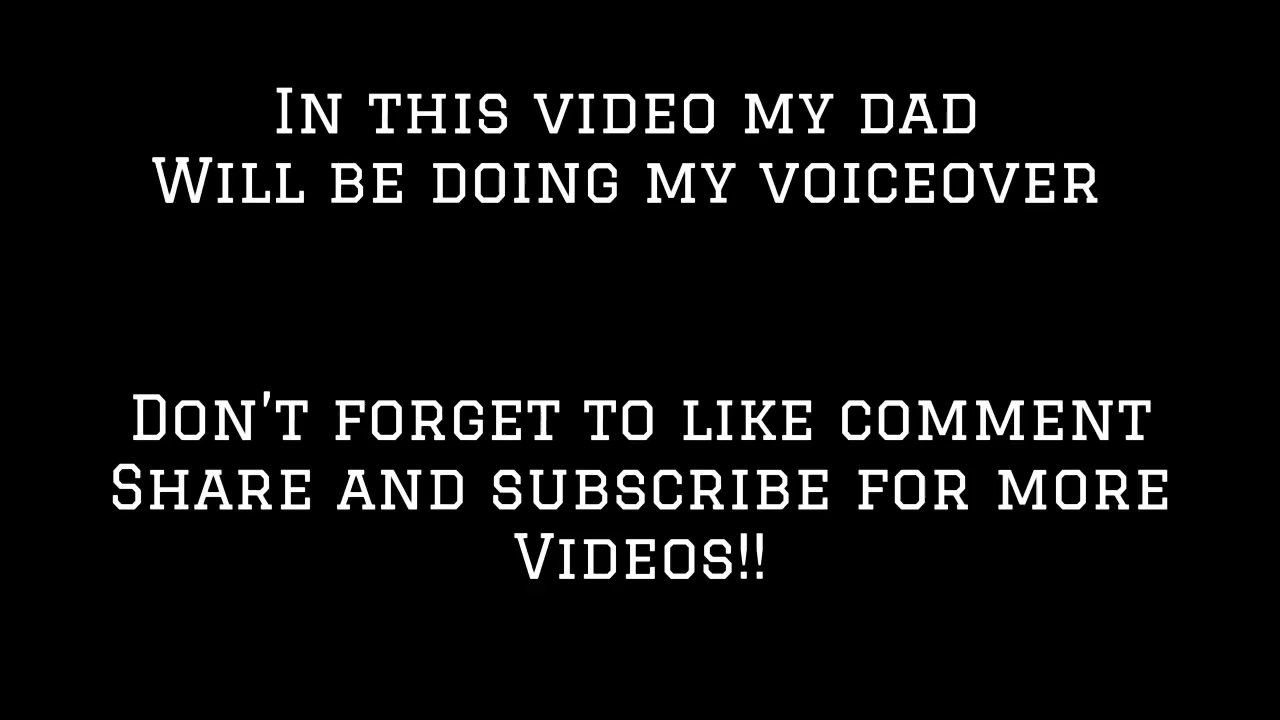 In this video my dad
Will be doing my voiceover
Don't forget to like comment
Share and subscribe for more
Videos!!